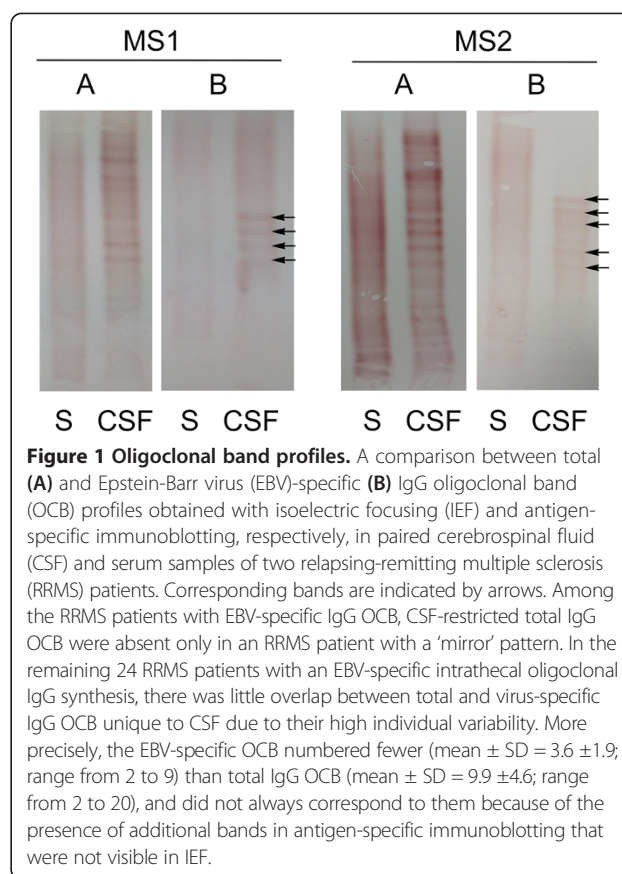 MS1 MS2
A B A B
S CSF S CSF S CSF S CSF
Figure 1 Oligoclonal band profiles. A comparison between total
(A) and Epstein-Barr virus (EBV)-specific (B) IgG oligoclonal band
(OCB) profiles obtained with isoelectric focusing (IEF) and antigen-
specific immunoblotting, respectively, in paired cerebrospinal fluid
(CSF) and serum samples of two relapsing-remitting multiple sclerosis
(RRMS) patients. Corresponding bands are indicated by arrows. Among
the RRMS patients with EBV-specific IgG OCB, CSF-restricted total IgG
OCB were absent only in an RRMS patient with a ‘mirror’ pattern. In the
remaining 24 RRMS patients with an EBV-specific intrathecal oligoclonal
IgG synthesis, there was little overlap between total and virus-specific
IgG OCB unique to CSF due to their high individual variability. More
precisely, the EBV-specific OCB numbered fewer (mean ± SD = 3.6 ±1.9;
range from 2 to 9) than total IgG OCB (mean ± SD = 9.9 ±4.6; range
from 2 to 20), and did not always correspond to them because of the
presence of additional bands in antigen-specific immunoblotting that
were not visible in IEF.